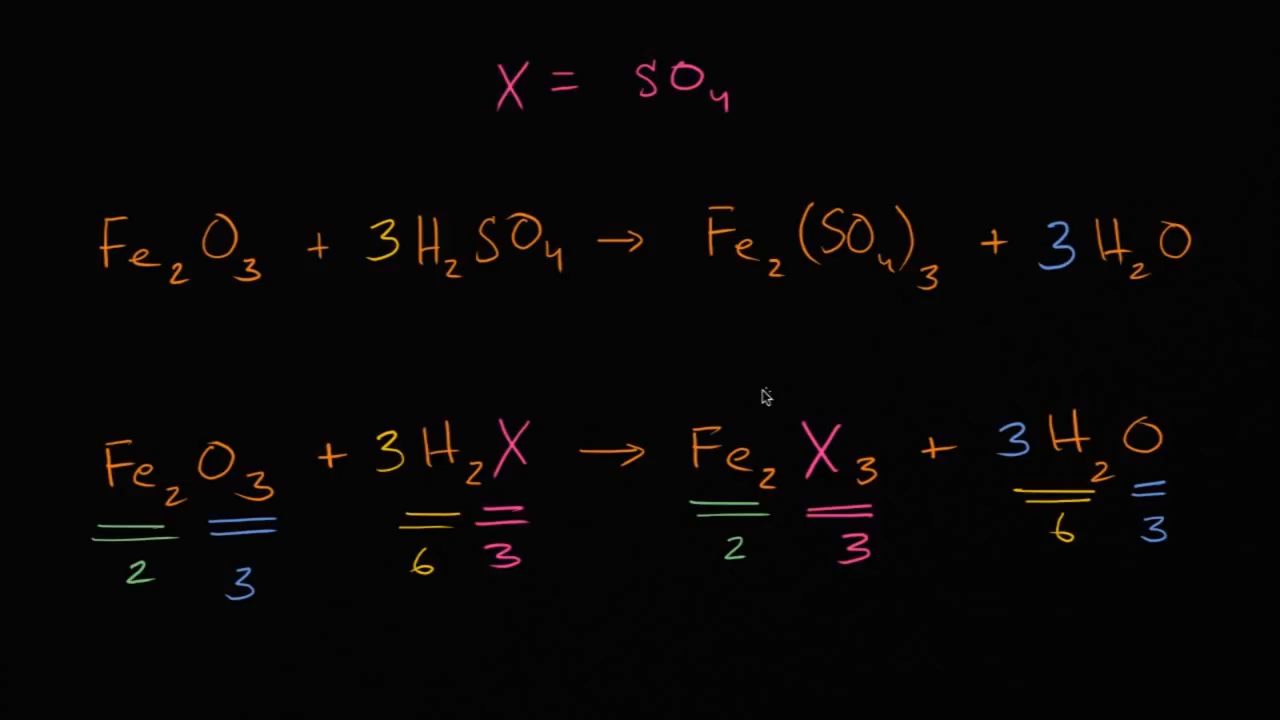 X = SO₄
Fe₂O₃ + 3H₂SO₄ → Fe₂(SO₄)₃ + 3H₂O
Fe₂O₃ + 3H₂X → Fe₂X₃ + 3H₂O
2 3 6 3 2 3 6 3